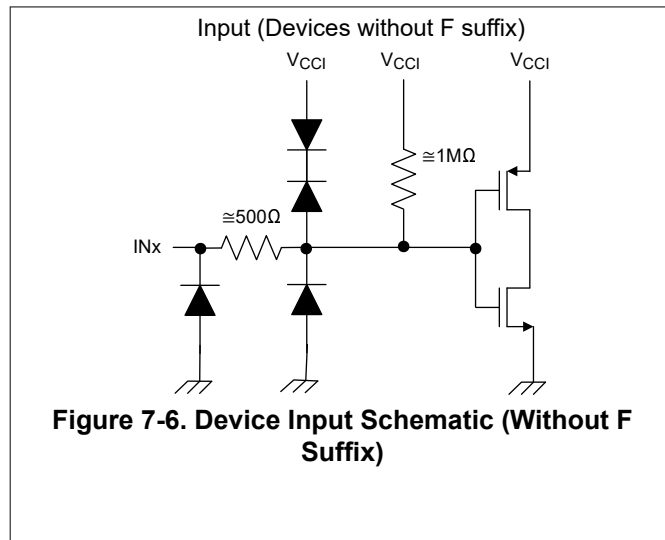 Input (Devices without F suffix)
VCCI VCCI VCCI
≅1MΩ
≅500Ω
INx
Figure 7-6. Device Input Schematic (Without F
Suffix)